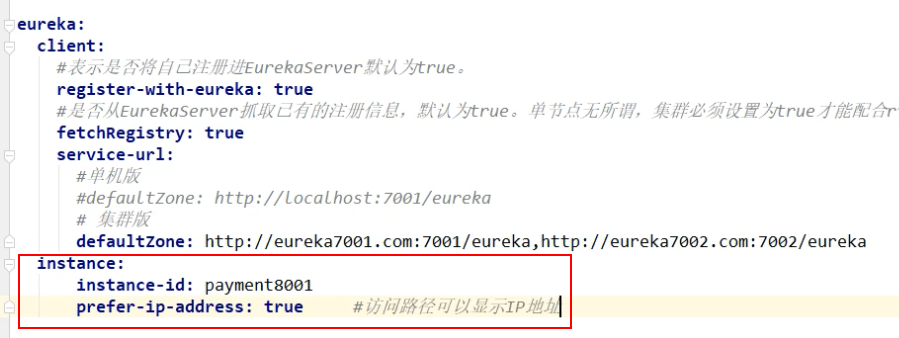 eureka:
client:
#表示是否将自己注册进EurekaServer默认为true。
register-with-eureka: true
#是否从EurekaServer抓取已有的注册信息，默认为true。单节点无所谓，集群必须设置为true才能配合r
fetchRegistry: true
service-url:
#单机版
#defaultZone: http://localhost:7001/eureka
# 集群版
defaultZone: http://eureka7001.com:7001/eureka,http://eureka7002.com:7002/eureka
instance:
instance-id: payment8001
prefer-ip-address: true #访问路径可以显示IP地址